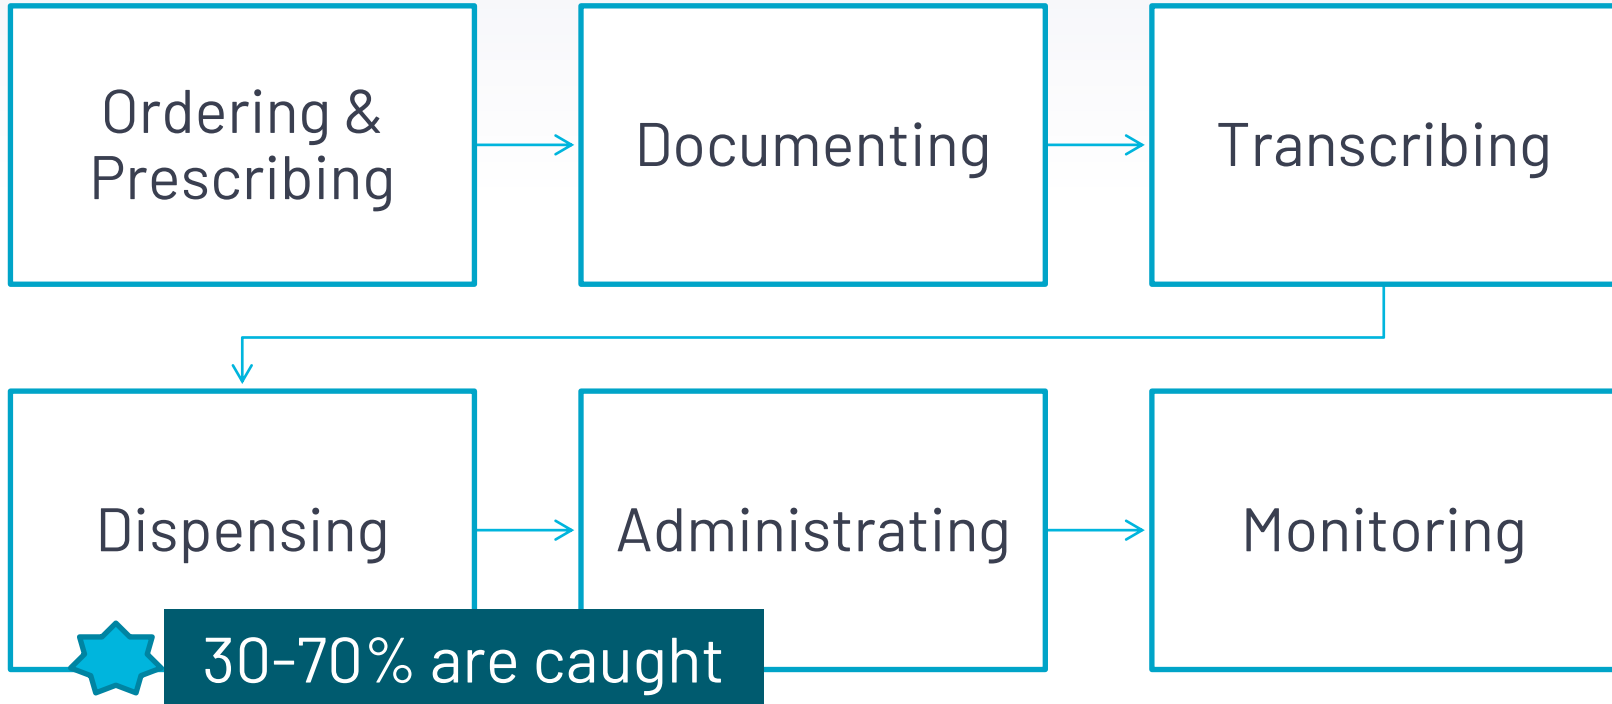 Ordering &
Prescribing
Documenting
Transcribing
Dispensing
Administrating
Monitoring
30-70% are caught